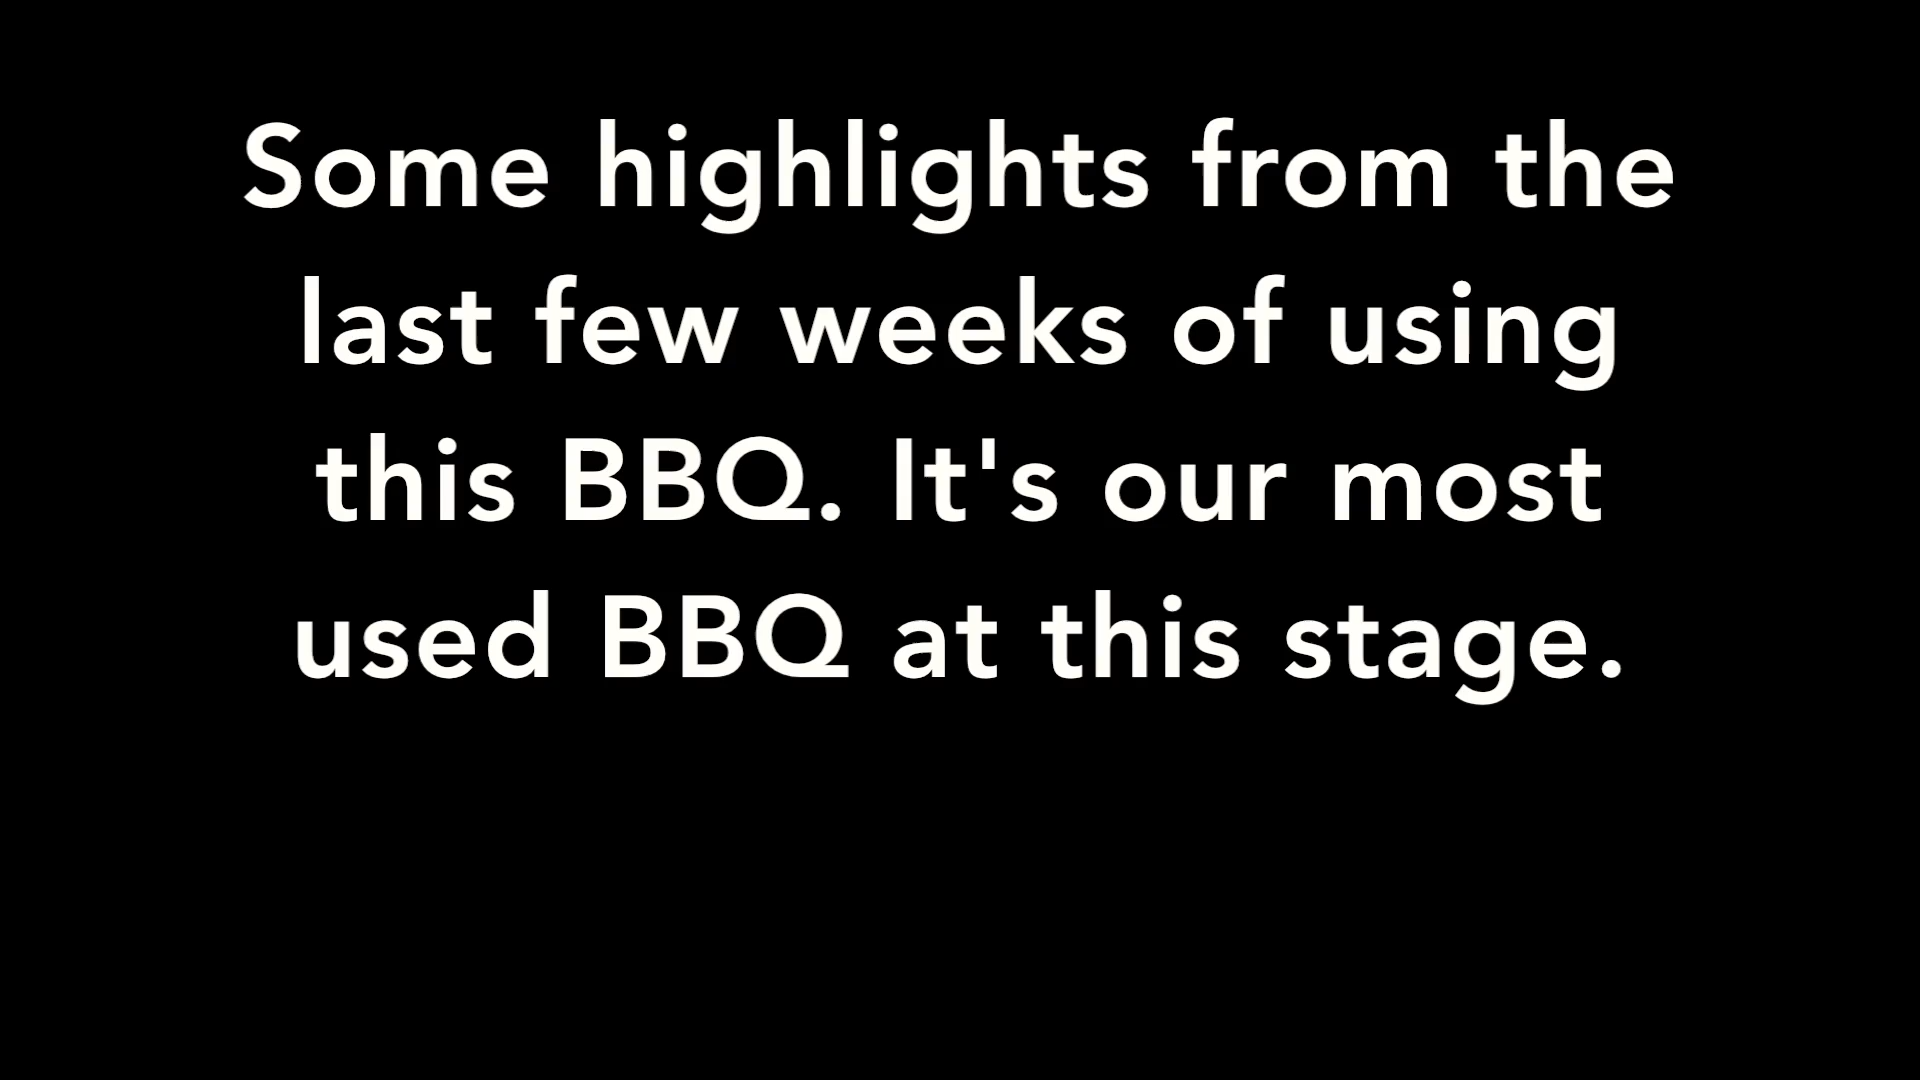 Some highlights from the
last few weeks of using
this BBQ. It's our most
used BBQ at this stage.